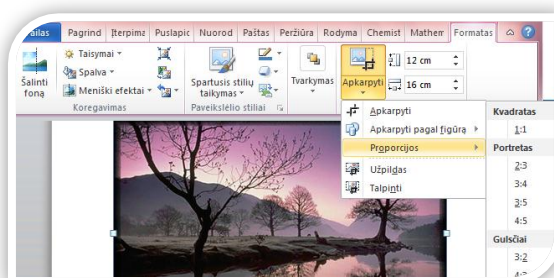 ailas Pagrind Įterpima Puslapic Nuorod Paštas Peržiūra Rodyma Chemist Mathem Formatas
Šalinti foną
Taisymai
Spalva
Meniški efektai
Koregavimas
Spartusis stilių taikymas
Paveikslėlio stiliai
Tvarkymas
Apkarpyti
12 cm
16 cm
Apkarpyti
Apkarpyti pagal figūrą
Proporcijos
Užpildas
Talpinti
Kvadratas
1:1
Portretas
2:3
3:4
3:5
4:5
Gulsčiai
3:2